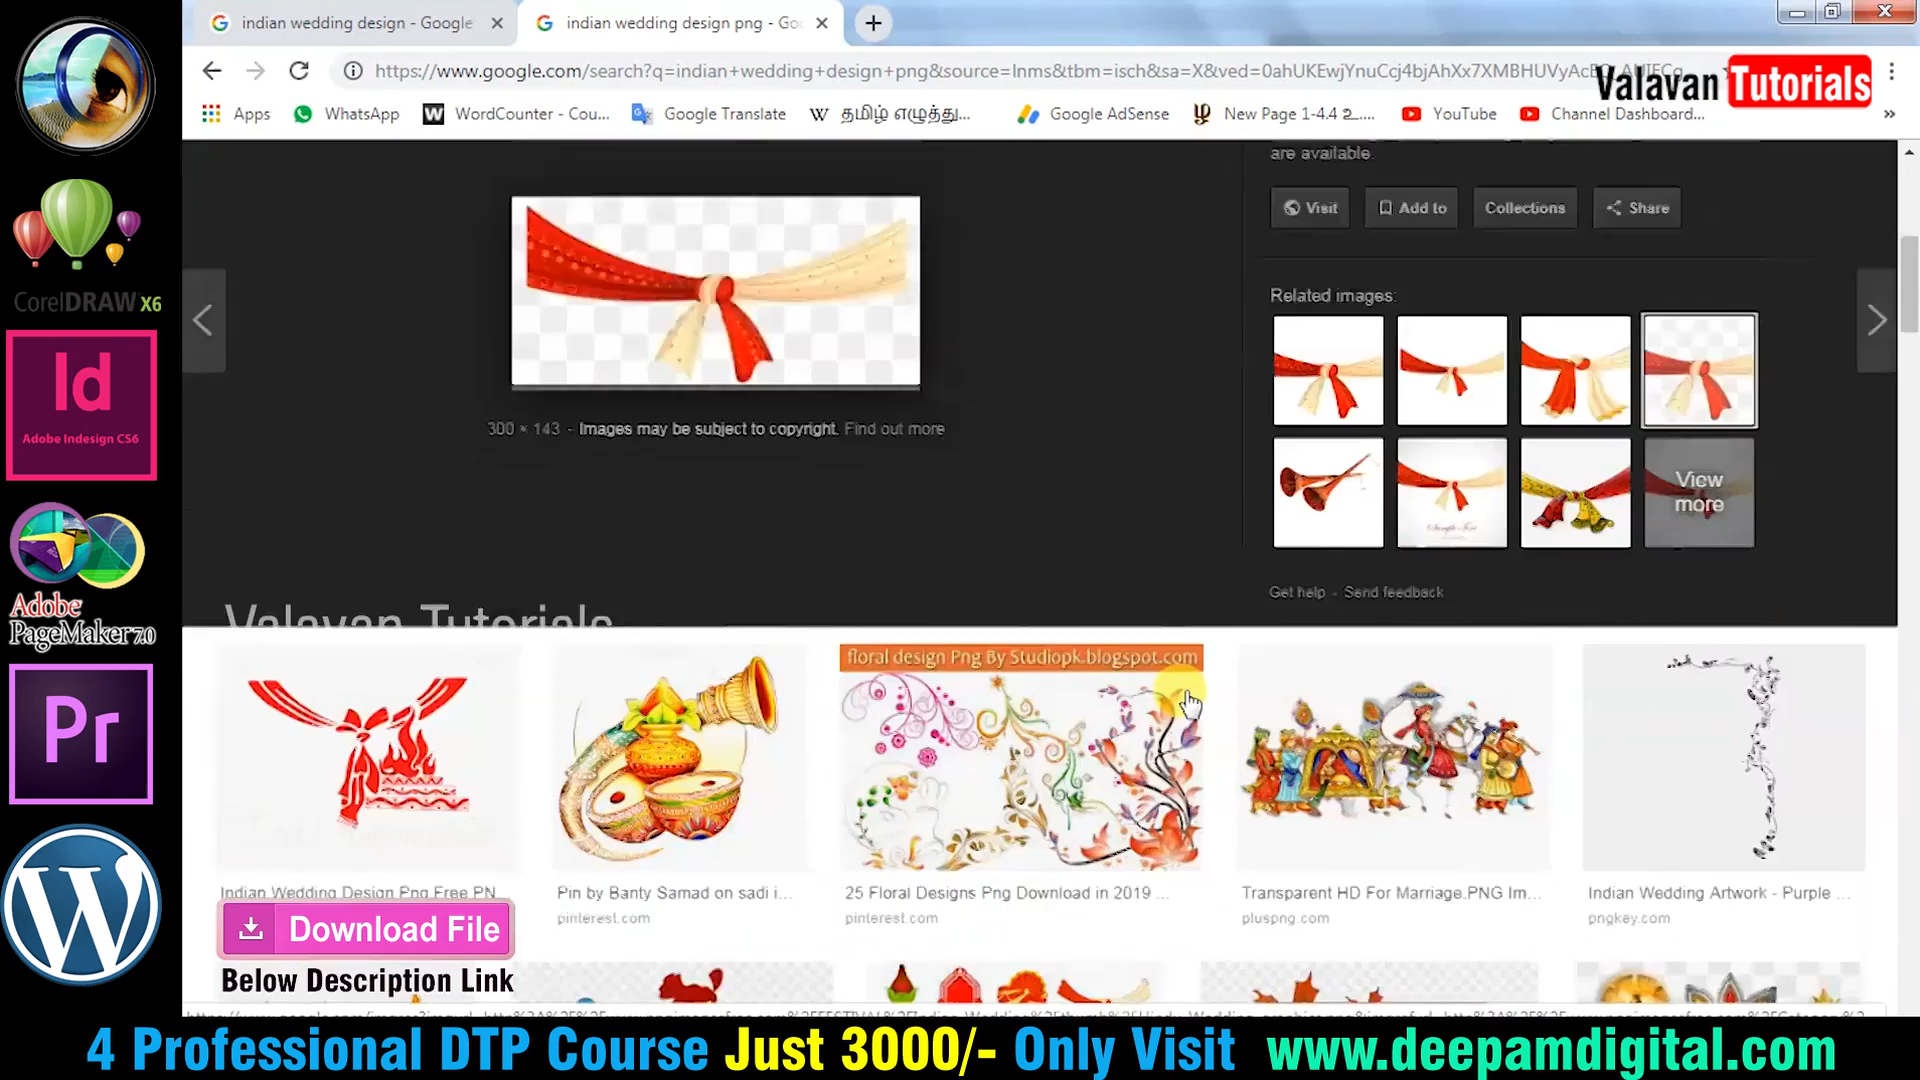 indian wedding design - Google
indian wedding design png - Goo
https://www.google.com/search?q=indian+wedding+design+png&source=lnms&tbm=isch&sa=X&ved=0ahUKEwjYnuCcj4bjAhXx7XMBHUVyAcEQ_AUIECg
Valavan Tutorials
Apps
WhatsApp
W
WordCounter - Cou...
Google Translate
W
தமிழ் எழுத்து...
Google AdSense
New Page 1-4.4 உ....
YouTube
Channel Dashboard...
are available.
Visit
Add to
Collections
Share
Related images:
300 × 143 - Images may be subject to copyright. Find out more
View
more
Get help - Send feedback
Valavan Tutorials
floral design Png By Studiopk.blogspot.com
Indian Wedding Design Png Free PN...
Pin by Banty Samad on sadi i...
pinterest.com
25 Floral Designs Png Download in 2019 ...
pinterest.com
Transparent HD For Marriage.PNG Im...
pluspng.com
Indian Wedding Artwork - Purple ...
pngkey.com
CorelDRAW X6
Id
Adobe Indesign CS6
Adobe
PageMaker 7.0
Pr
W
Download File
Below Description Link
4 Professional DTP Course Just 3000/- Only Visit www.deepamdigital.com